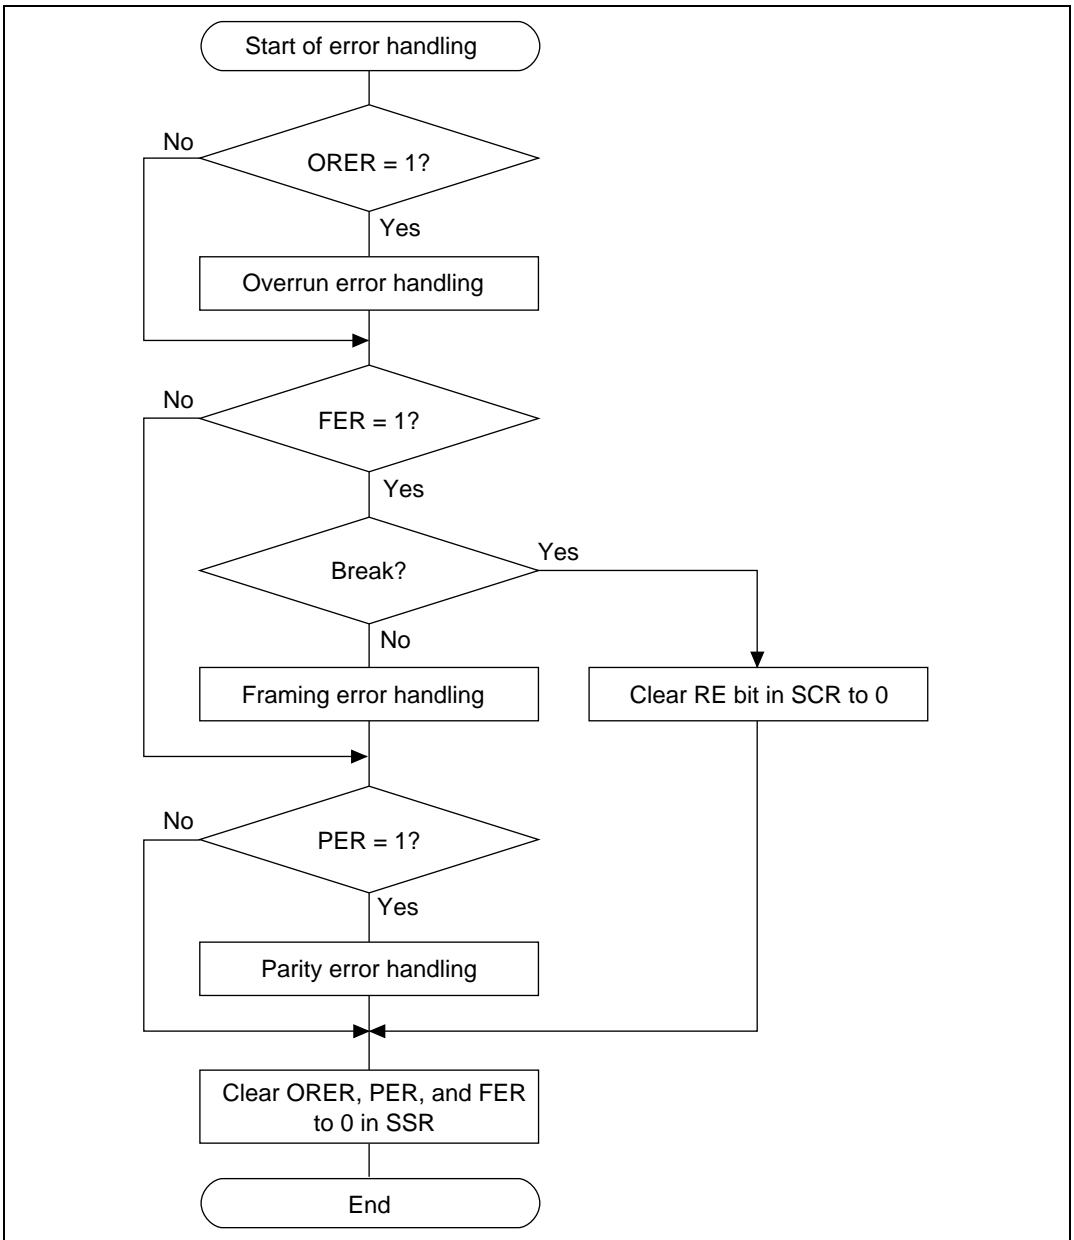 Start of error handling
No
ORER = 1?
Yes
Overrun error handling
No
FER = 1?
Yes
Break?
Yes
No
Framing error handling
Clear RE bit in SCR to 0
No
PER = 1?
Yes
Parity error handling
Clear ORER, PER, and FER
to 0 in SSR
End